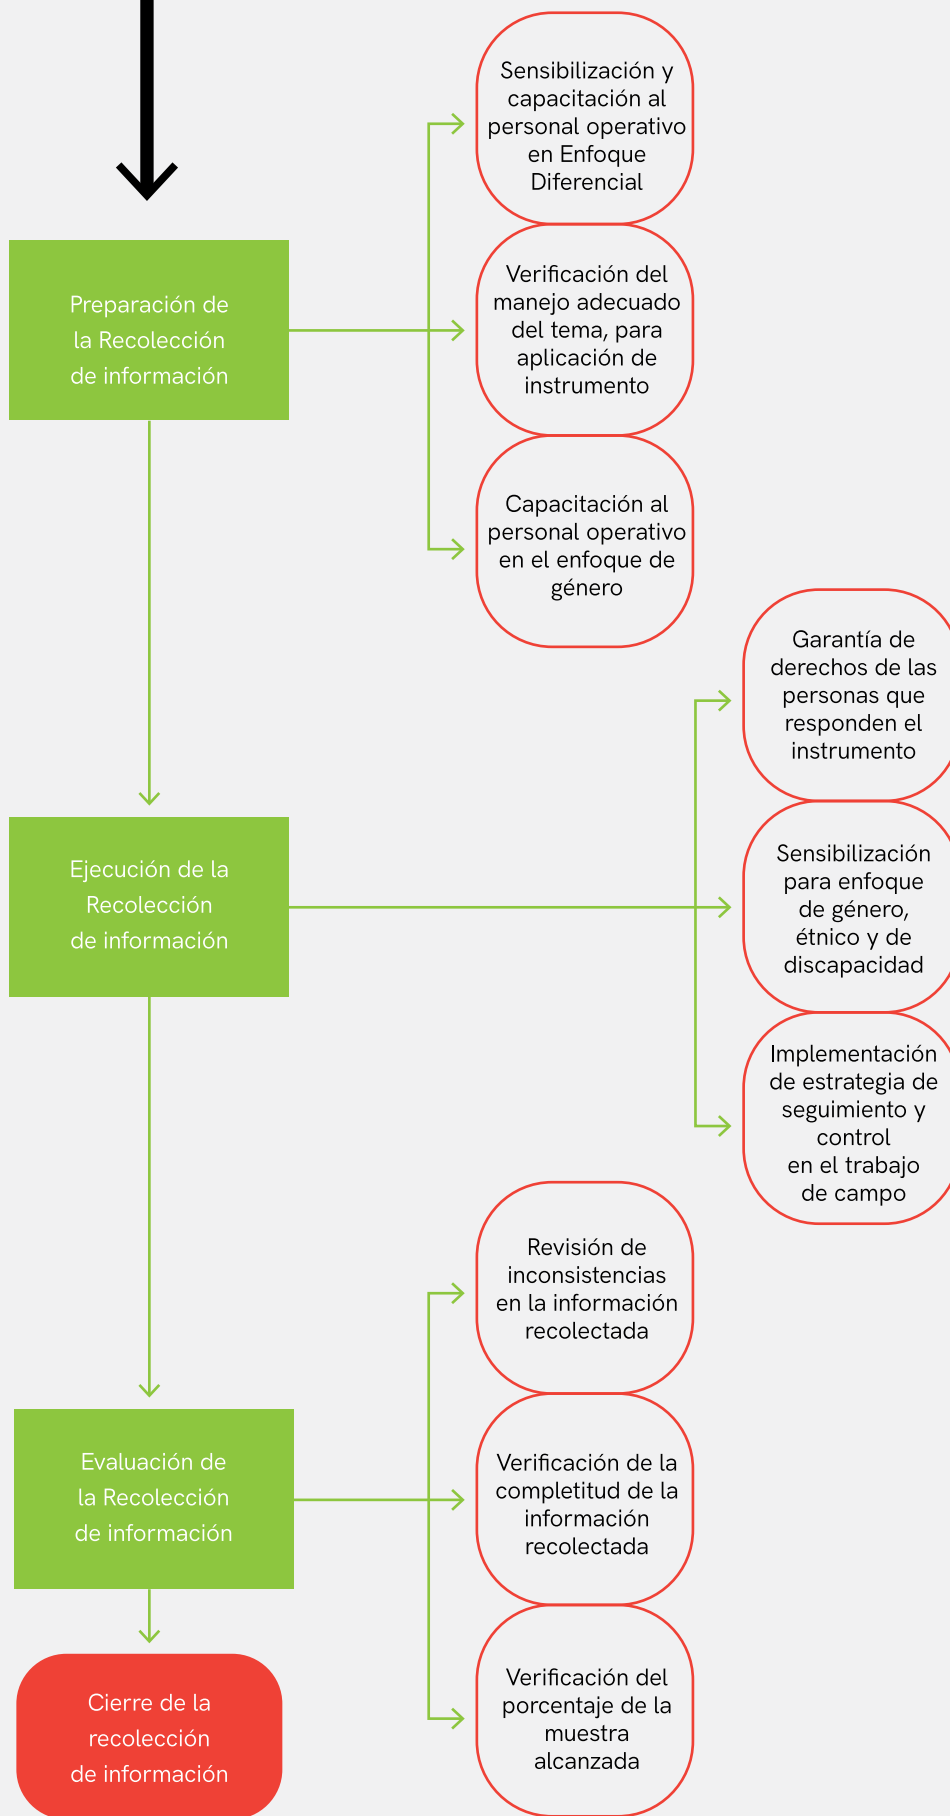 Sensibilización y
capacitación al
personal operativo
en Enfoque
Diferencial
Preparación de
la Recolección
de información
Verificación del
manejo adecuado
del tema, para
aplicación de
instrumento
Capacitación al
personal operativo
en el enfoque de
género
Garantía de
derechos de las
personas que
responden el
instrumento
Ejecución de la
Recolección
de información
Sensibilización
para enfoque
de género,
étnico y de
discapacidad
Implementación
de estrategia de
seguimiento y
control
en el trabajo
de campo
Revisión de
inconsistencias
en la información
recolectada
Evaluación de
la Recolección
de información
Verificación de la
completitud de la
información
recolectada
Verificación del
porcentaje de la
muestra
alcanzada
Cierre de la
recolección
de información